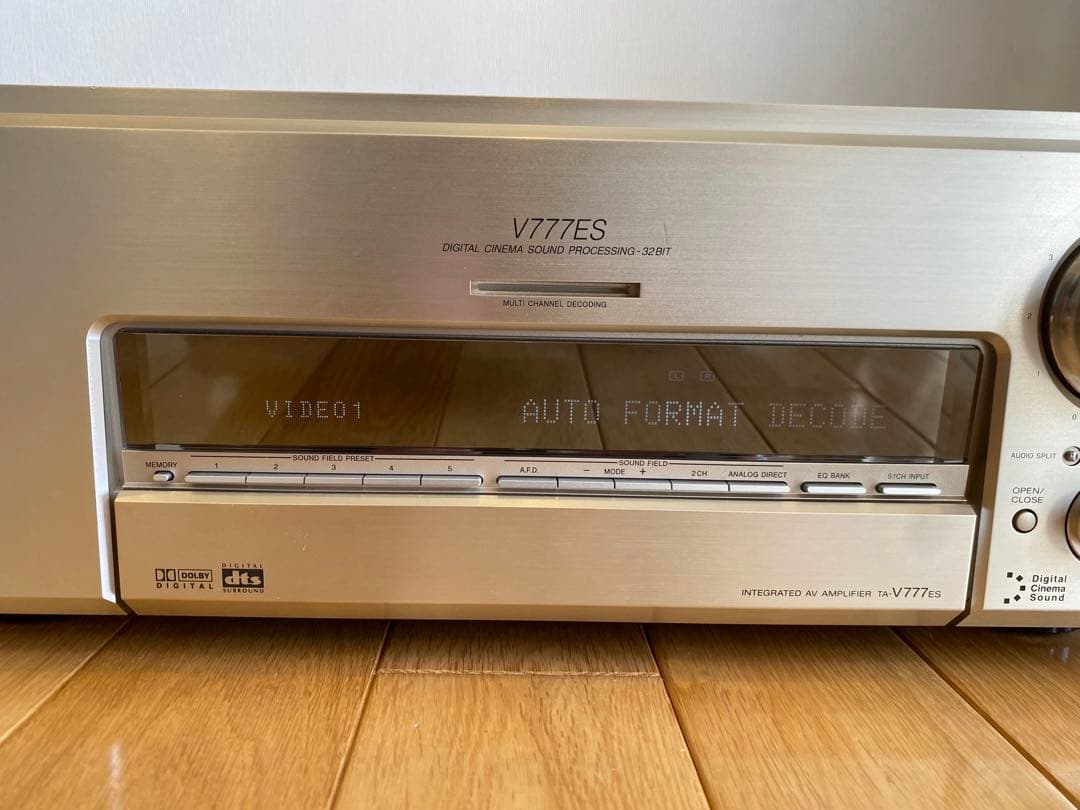 V777ES
DIGITAL CINEMA SOUND PROCESSING-32BIT
MULTI CHANNEL DECODING
3
2
1
0
L R
VIDEO1 AUTO FORMAT DECODE
AUDIO SPLIT
MEMORY
SOUND FIELD PRESET
1 2 3 4 5
SOUND FIELD
A.F.D. − MODE + 2CH ANALOG DIRECT
EQ BANK
5.1CH INPUT
OPEN/
CLOSE
DOLBY
DIGITAL
DIGITAL
dts
SURROUND
INTEGRATED AV AMPLIFIER TA-V777ES
Digital
Cinema
Sound